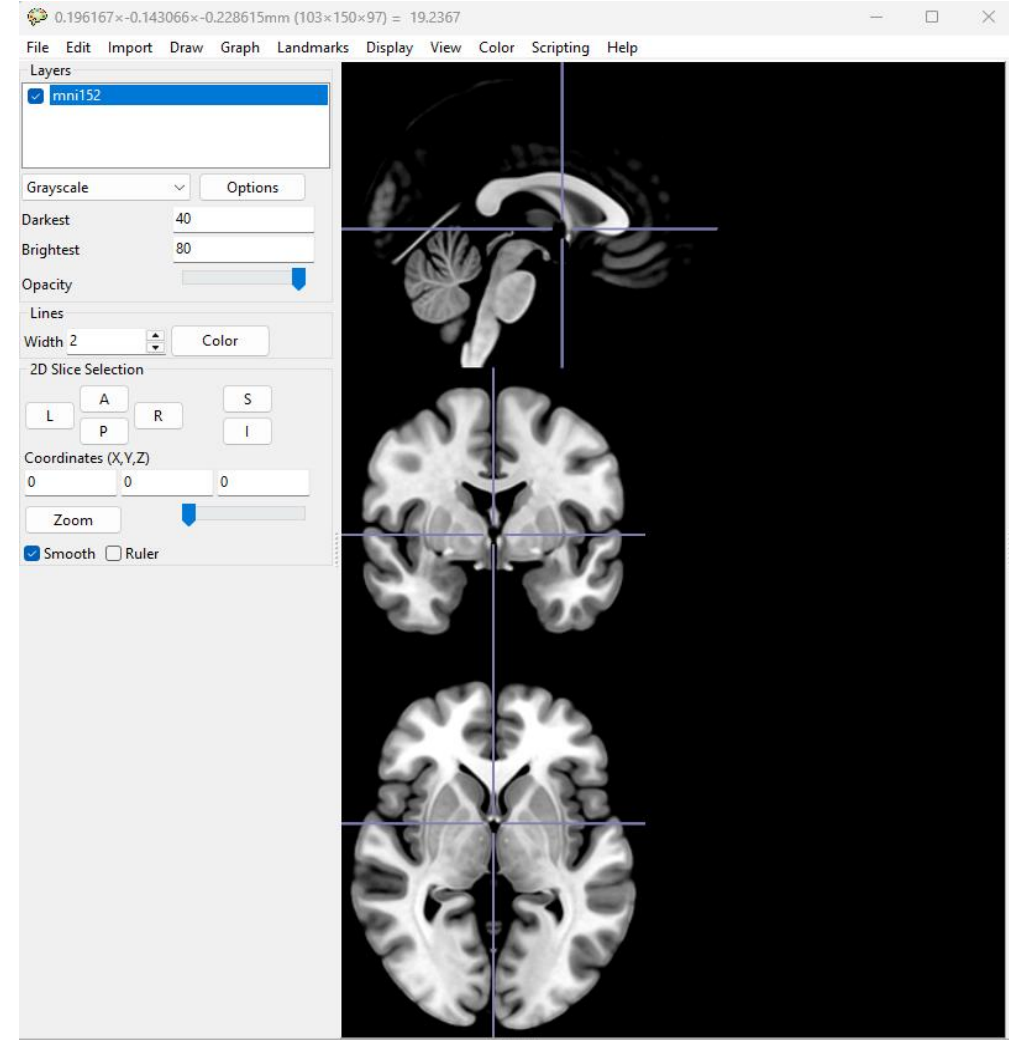 0.196167×-0.143066×-0.228615mm (103×150×97) = 19.2367
File Edit Import Draw Graph Landmarks Display View Color Scripting Help
Layers
mni152
Grayscale Options
Darkest 40
Brightest 80
Opacity
Lines
Width 2 Color
2D Slice Selection
A S
L R
P I
Coordinates (X,Y,Z)
0 0 0
Zoom
Smooth Ruler